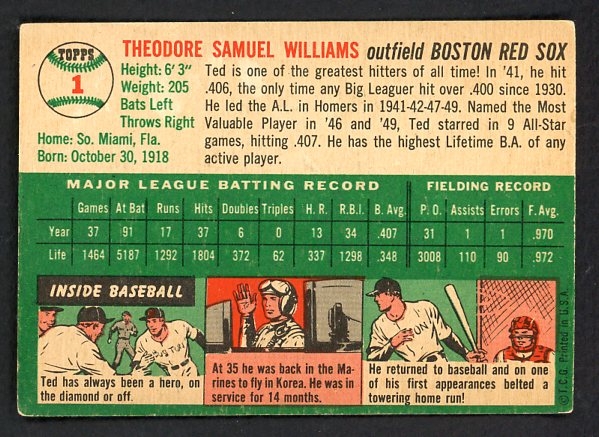 TOPPS
1
THEODORE SAMUEL WILLIAMS outfield BOSTON RED SOX
Height: 6' 3"
Weight: 205
Bats Left
Throws Right
Home: So. Miami, Fla.
Born: October 30, 1918
Ted is one of the greatest hitters of all time! In '41, he hit
.406, the only time any Big Leaguer hit over .400 since 1930.
He led the A.L. in Homers in 1941-42-47-49. Named the Most
Valuable Player in '46 and '49, Ted starred in 9 All-Star
games, hitting .407. He has the highest Lifetime B.A. of any
active player.
MAJOR LEAGUE BATTING RECORD FIELDING RECORD
Games At Bat Runs Hits Doubles Triples H. R. R.B.I. B. Avg. P. O. Assists Errors F. Avg.
Year 37 91 17 37 6 0 13 34 .407 31 1 1 .970
Life 1464 5187 1292 1804 372 62 337 1298 .348 3008 110 90 .972
INSIDE BASEBALL
Ted has always been a hero, on
the diamond or off.
At 35 he was back in the Ma-
rines to fly in Korea. He was in
service for 14 months.
He returned to baseball and on one
of his first appearances belted a
towering home run!
© T. C. G. Printed in U.S.A.